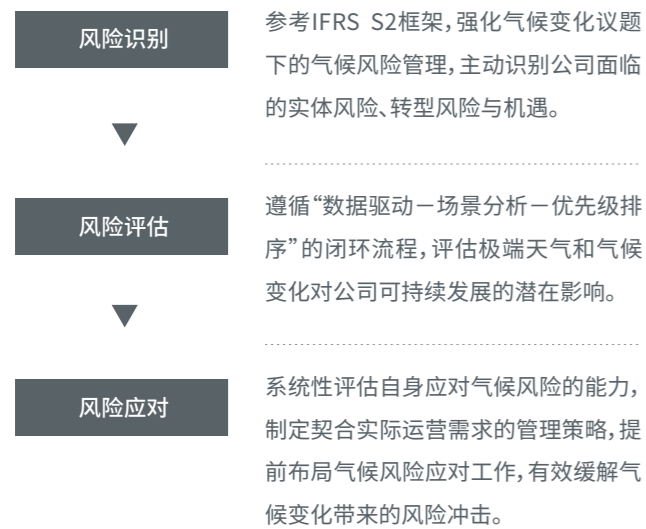 风险识别
参考IFRS S2框架，强化气候变化议题
下的气候风险管理，主动识别公司面临
的实体风险、转型风险与机遇。
风险评估
遵循“数据驱动－场景分析－优先级排
序”的闭环流程，评估极端天气和气候
变化对公司可持续发展的潜在影响。
风险应对
系统性评估自身应对气候风险的能力，
制定契合实际运营需求的管理策略，提
前布局气候风险应对工作，有效缓解气
候变化带来的风险冲击。